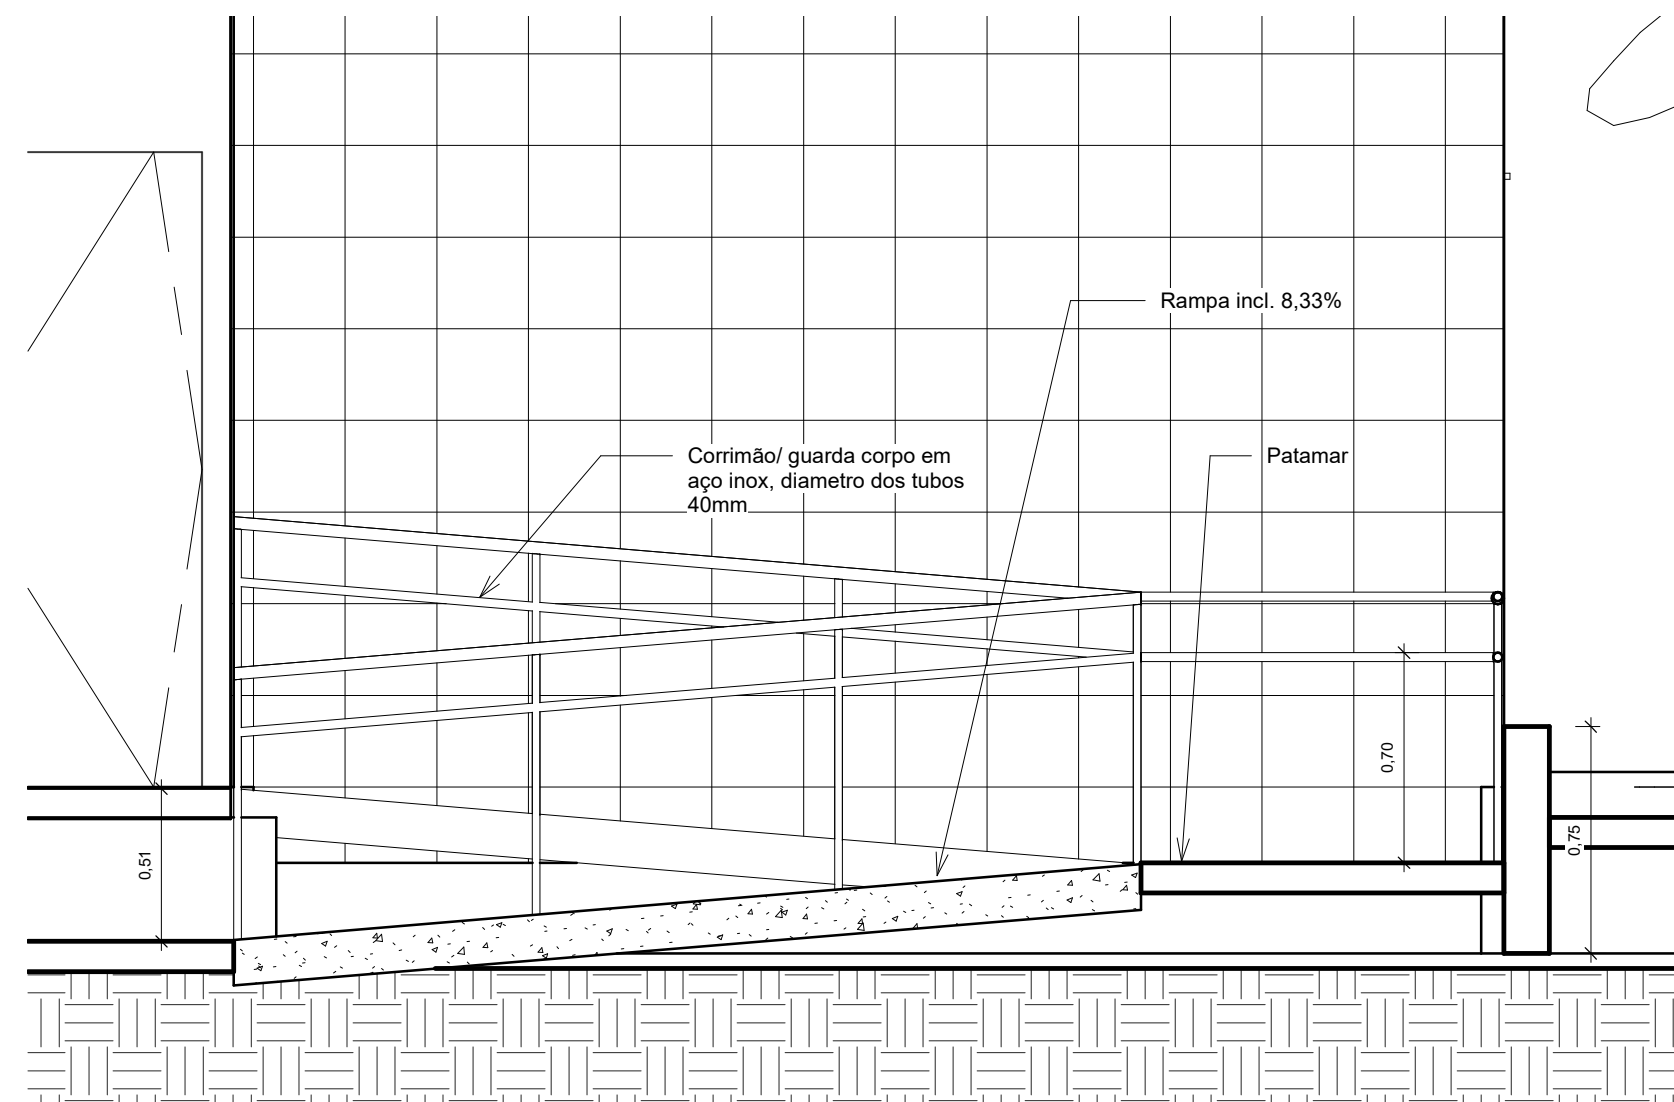 Rampa incl. 8,33%
Corrimão/ guarda corpo em
aço inox, diametro dos tubos
40mm
Patamar
0,70
0,75
0,51